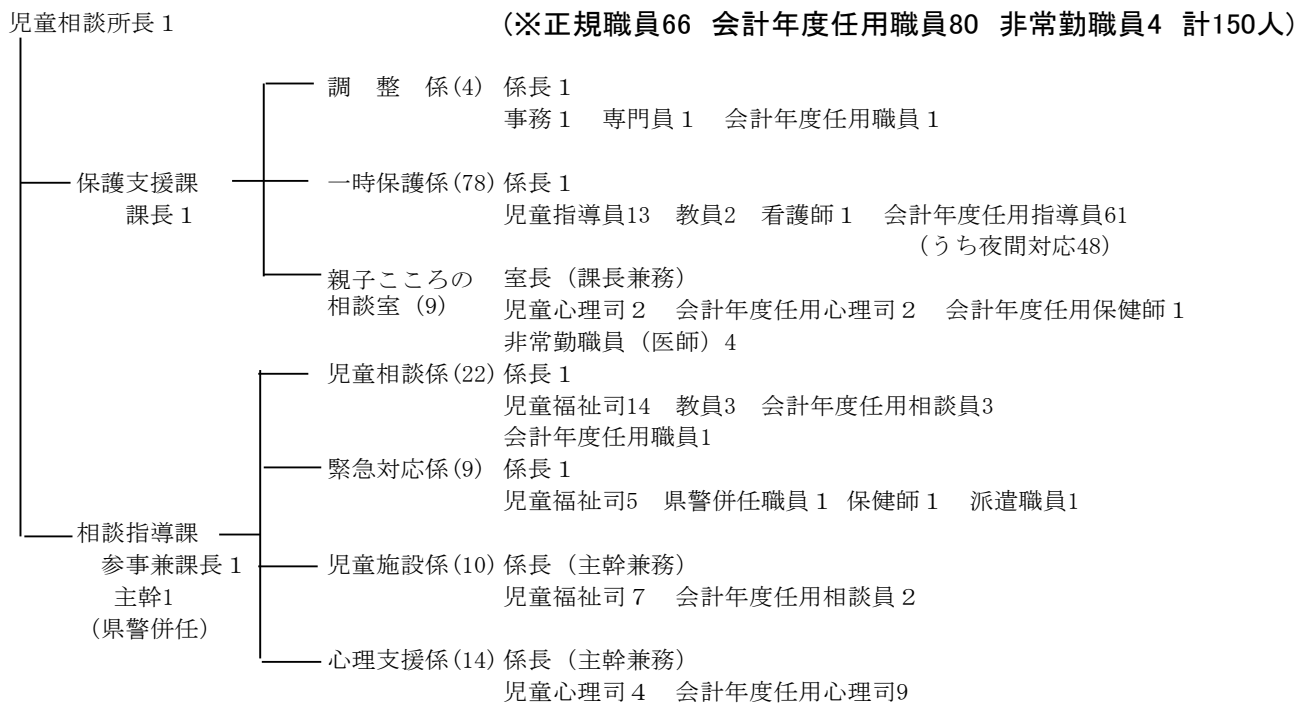 児童相談所長１
(※正規職員66　会計年度任用職員80　非常勤職員4　計150人)
調　整　係(4)　係長１
事務１　専門員１　会計年度任用職員１
保護支援課
課長１
一時保護係(78)　係長１
児童指導員13　教員2　看護師１　会計年度任用指導員61
（うち夜間対応48）
親子こころの　室長（課長兼務）
相談室（9）　児童心理司２　会計年度任用心理司２　会計年度任用保健師１
非常勤職員（医師）4
児童相談係(22)　係長１
児童福祉司14　教員3　会計年度任用相談員3
会計年度任用職員1
緊急対応係(9)　係長１
児童福祉司5　県警併任職員１　保健師１　派遣職員1
相談指導課
参事兼課長１
主幹1
（県警併任）
児童施設係(10)　係長（主幹兼務）
児童福祉司７　会計年度任用相談員２
心理支援係(14)　係長（主幹兼務）
児童心理司４　会計年度任用心理司9